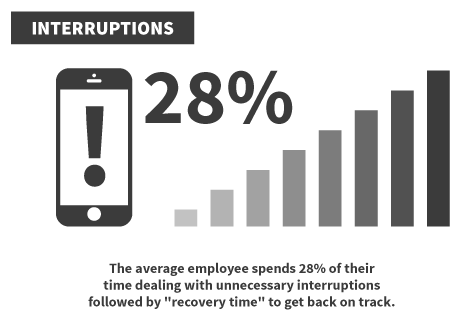 INTERRUPTIONS
28%
The average employee spends 28% of their
time dealing with unnecessary interruptions
followed by "recovery time" to get back on track.